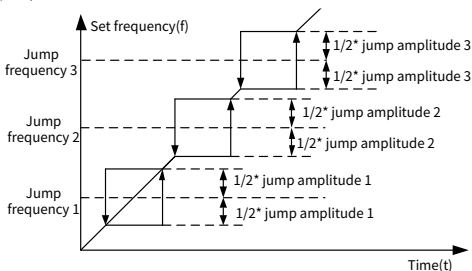 Set frequency(f)
Jump
frequency 3
1/2* jump amplitude 3
1/2* jump amplitude 3
Jump
frequency 2
1/2* jump amplitude 2
1/2* jump amplitude 2
Jump
frequency 1
1/2* jump amplitude 1
1/2* jump amplitude 1
Time(t)